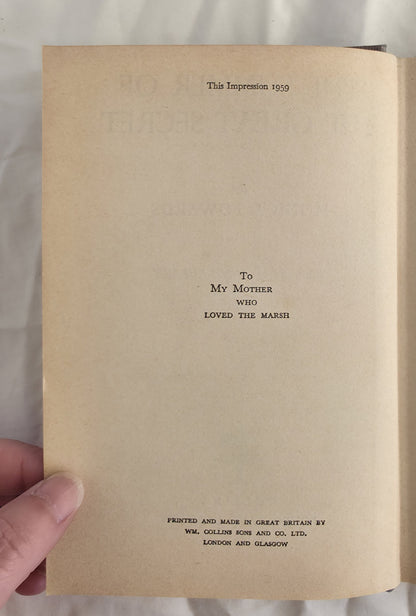 This Impression 1959
To
My Mother
who
loved the Marsh
PRINTED AND MADE IN GREAT BRITAIN BY
WM. COLLINS SONS AND CO. LTD.
LONDON AND GLASGOW